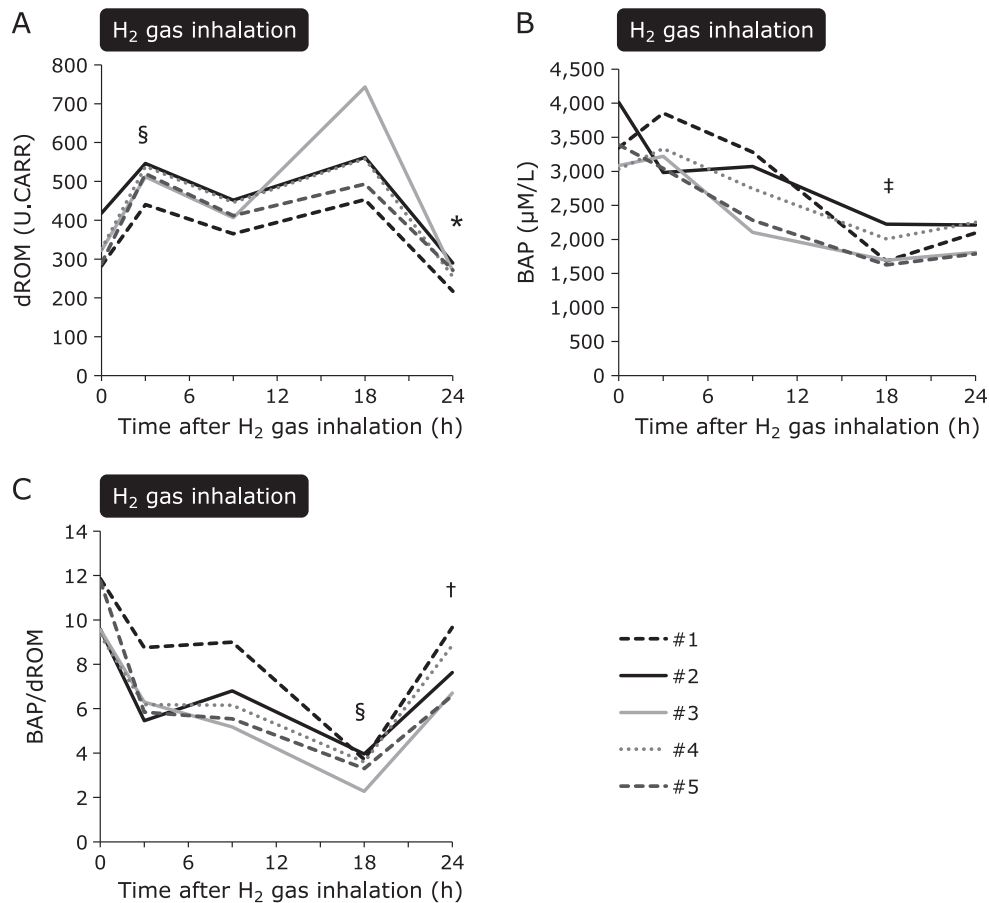 A
H₂ gas inhalation
800
700
600
500
400
300
200
100
0
dROM (U.CARR)
§
*
0 6 12 18 24
Time after H₂ gas inhalation (h)
B
H₂ gas inhalation
4,500
4,000
3,500
3,000
2,500
2,000
1,500
1,000
500
0
BAP (μM/L)
‡
0 6 12 18 24
Time after H₂ gas inhalation (h)
C
H₂ gas inhalation
14
12
10
8
6
4
2
0
BAP/dROM
†
§
0 6 12 18 24
Time after H₂ gas inhalation (h)
#1
#2
#3
#4
#5